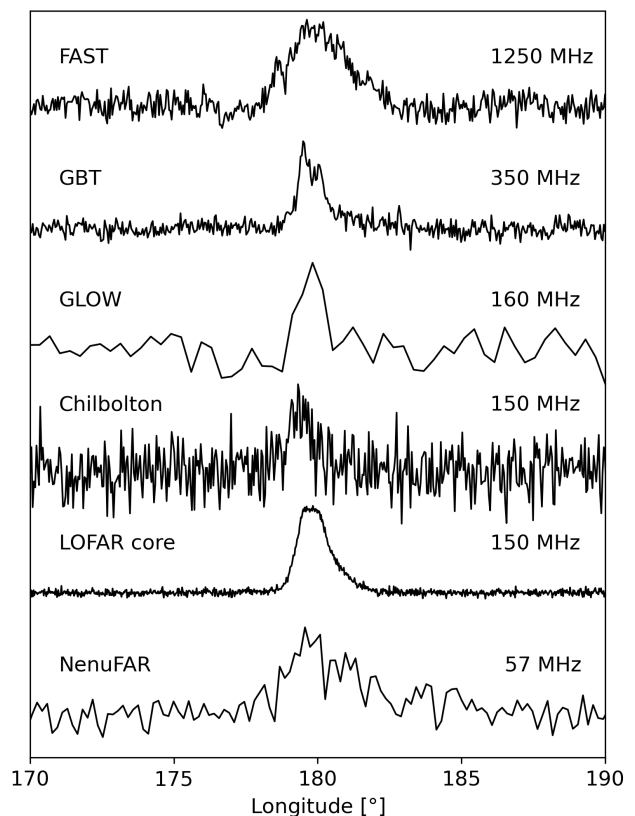 FAST 1250 MHz
GBT 350 MHz
GLOW 160 MHz
Chilbolton 150 MHz
LOFAR core 150 MHz
NenuFAR 57 MHz
170 175 180 185 190
Longitude [°]